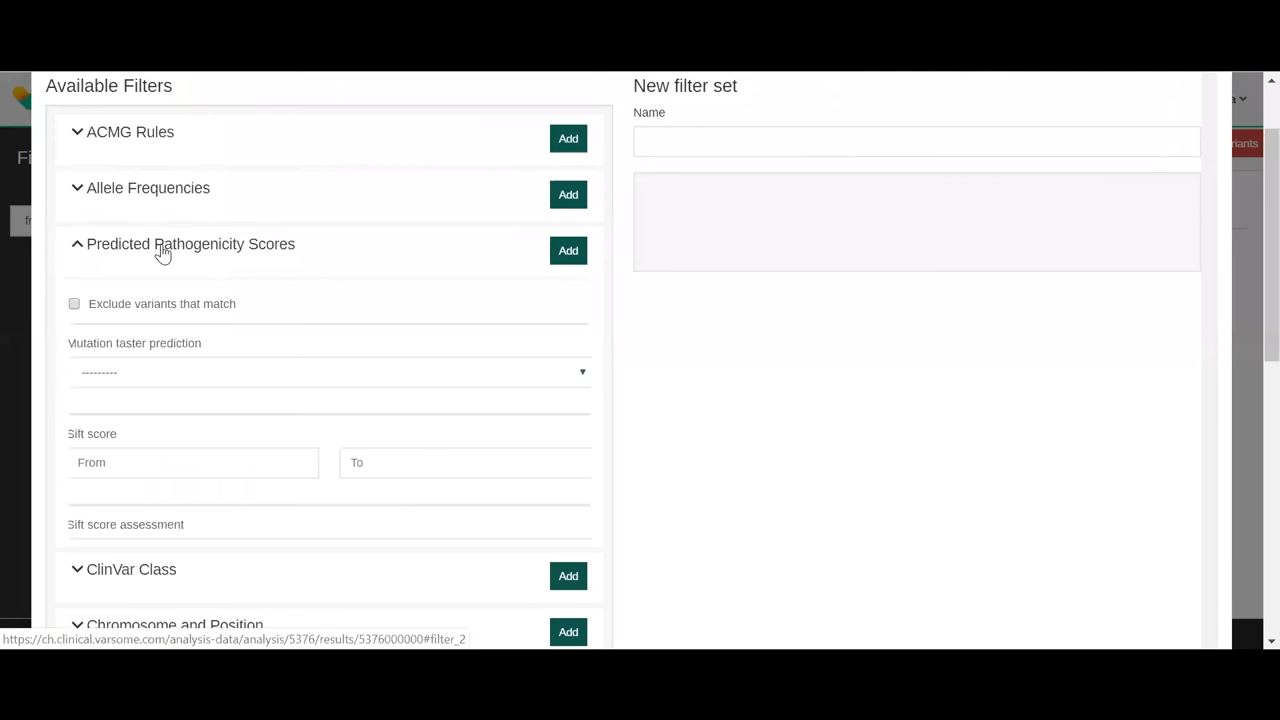 Available Filters
New filter set
ACMG Rules
Add
Name
Allele Frequencies
Add
Predicted Pathogenicity Scores
Add
Exclude variants that match
Mutation taster prediction
---------
Sift score
From
To
Sift score assessment
ClinVar Class
Add
Chromosome and Position
Add
https://ch.clinical.varsome.com/analysis-data/analysis/5376/results/5376000000#filter_2